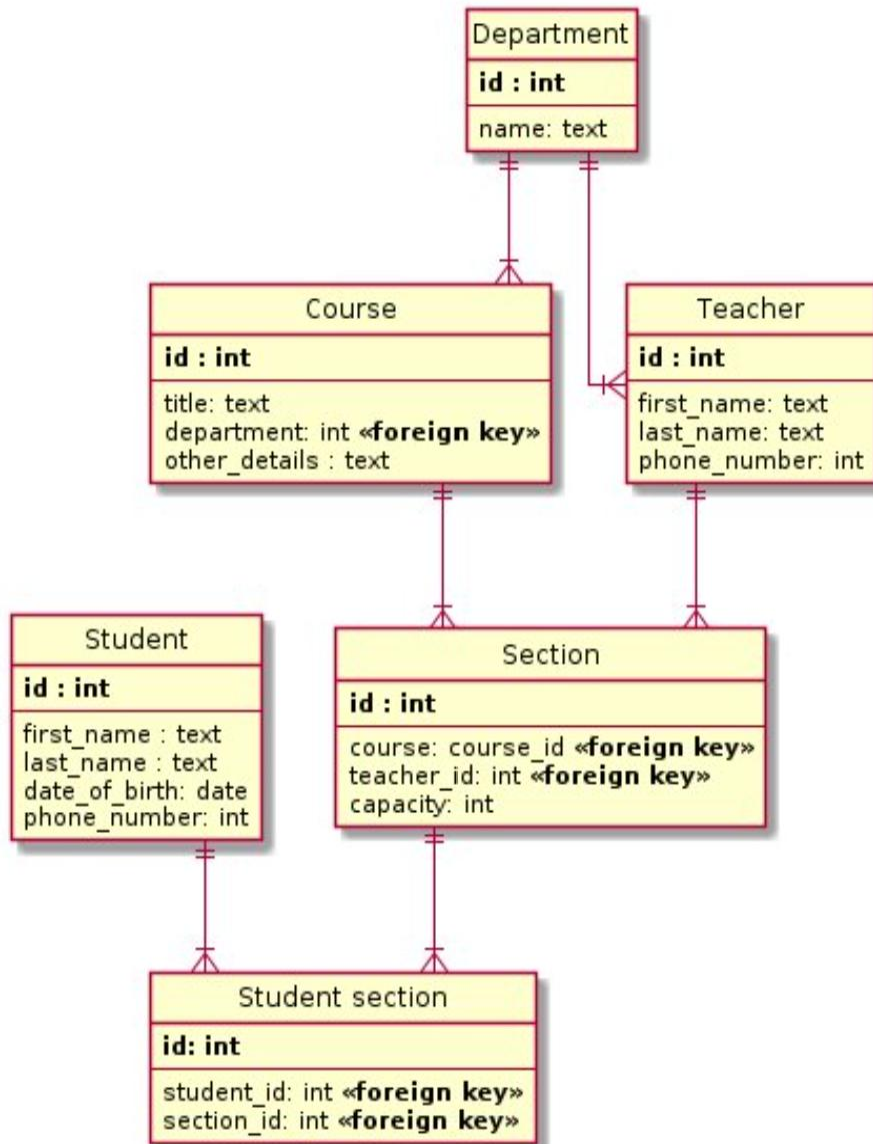 Department
id : int
name: text
Course
id : int
title: text
department: int «foreign key»
other_details : text
Teacher
id : int
first_name: text
last_name: text
phone_number: int
Student
id : int
first_name : text
last_name : text
date_of_birth: date
phone_number: int
Section
id : int
course: course_id «foreign key»
teacher_id: int «foreign key»
capacity: int
Student section
id: int
student_id: int «foreign key»
section_id: int «foreign key»